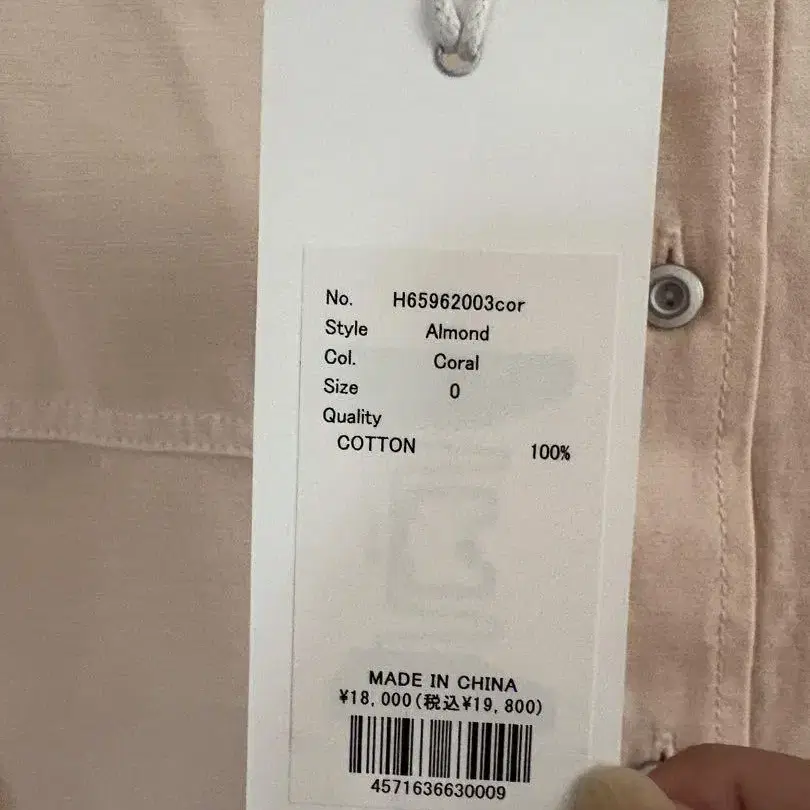 No. H65962003cor
Style Almond
Col. Coral
Size 0
Quality
COTTON 100%
MADE IN CHINA
¥18,000(税込¥19,800)
4571636630009